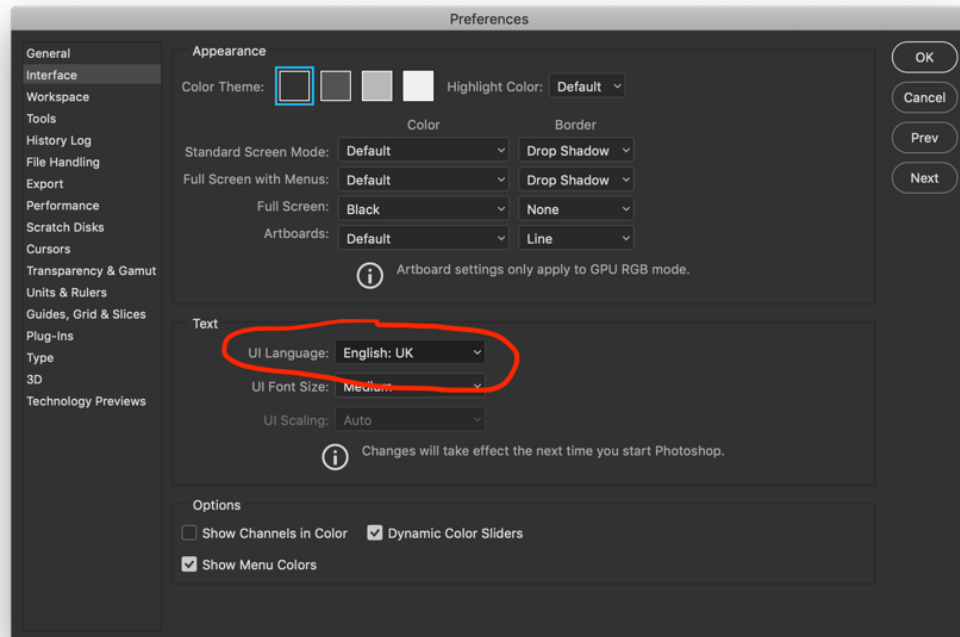 Preferences
General
Interface
Workspace
Tools
History Log
File Handling
Export
Performance
Scratch Disks
Cursors
Transparency & Gamut
Units & Rulers
Guides, Grid & Slices
Plug-Ins
Type
3D
Technology Previews
Appearance
Color Theme: Highlight Color: Default
Color Border
Standard Screen Mode: Default Drop Shadow
Full Screen with Menus: Default Drop Shadow
Full Screen: Black None
Artboards: Default Line
Artboard settings only apply to GPU RGB mode.
Text
UI Language: English: UK
UI Font Size: Medium
UI Scaling: Auto
Changes will take effect the next time you start Photoshop.
Options
Show Channels in Color Dynamic Color Sliders
Show Menu Colors
OK
Cancel
Prev
Next